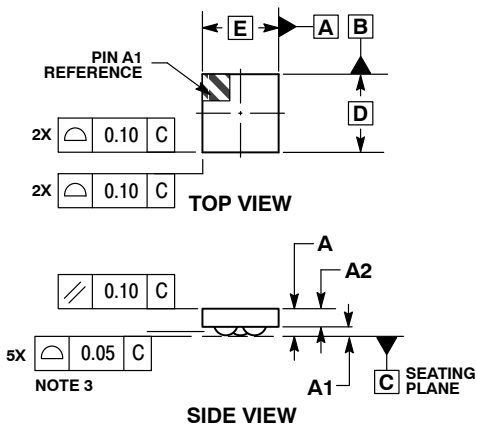 E
A
B
PIN A1
REFERENCE
D
2X ⌓ 0.10 C
2X ⌓ 0.10 C
TOP VIEW
A
A2
⫽ 0.10 C
5X ⌓ 0.05 C
NOTE 3
A1
C SEATING
PLANE
SIDE VIEW